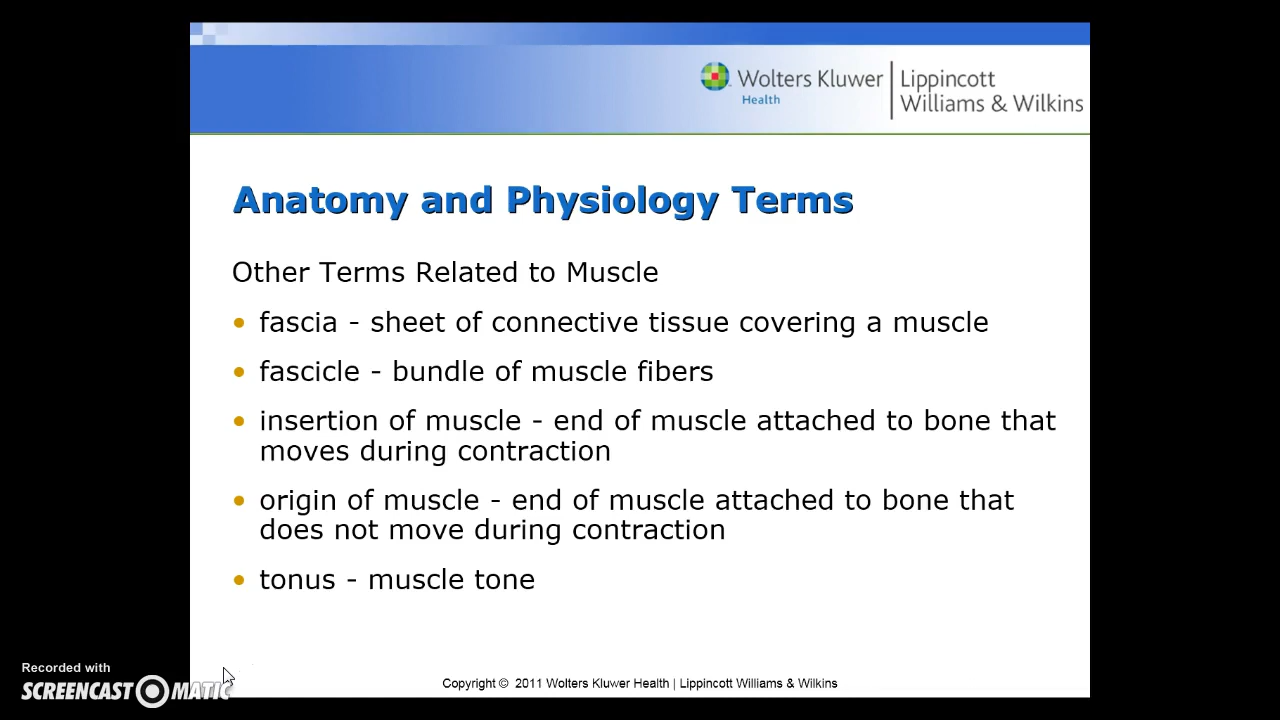 Wolters Kluwer
Health
Lippincott
Williams & Wilkins
Anatomy and Physiology Terms
Other Terms Related to Muscle
• fascia - sheet of connective tissue covering a muscle
• fascicle - bundle of muscle fibers
• insertion of muscle - end of muscle attached to bone that
moves during contraction
• origin of muscle - end of muscle attached to bone that
does not move during contraction
• tonus - muscle tone
Recorded with
SCREENCAST-O-MATIC
Copyright © 2011 Wolters Kluwer Health | Lippincott Williams & Wilkins